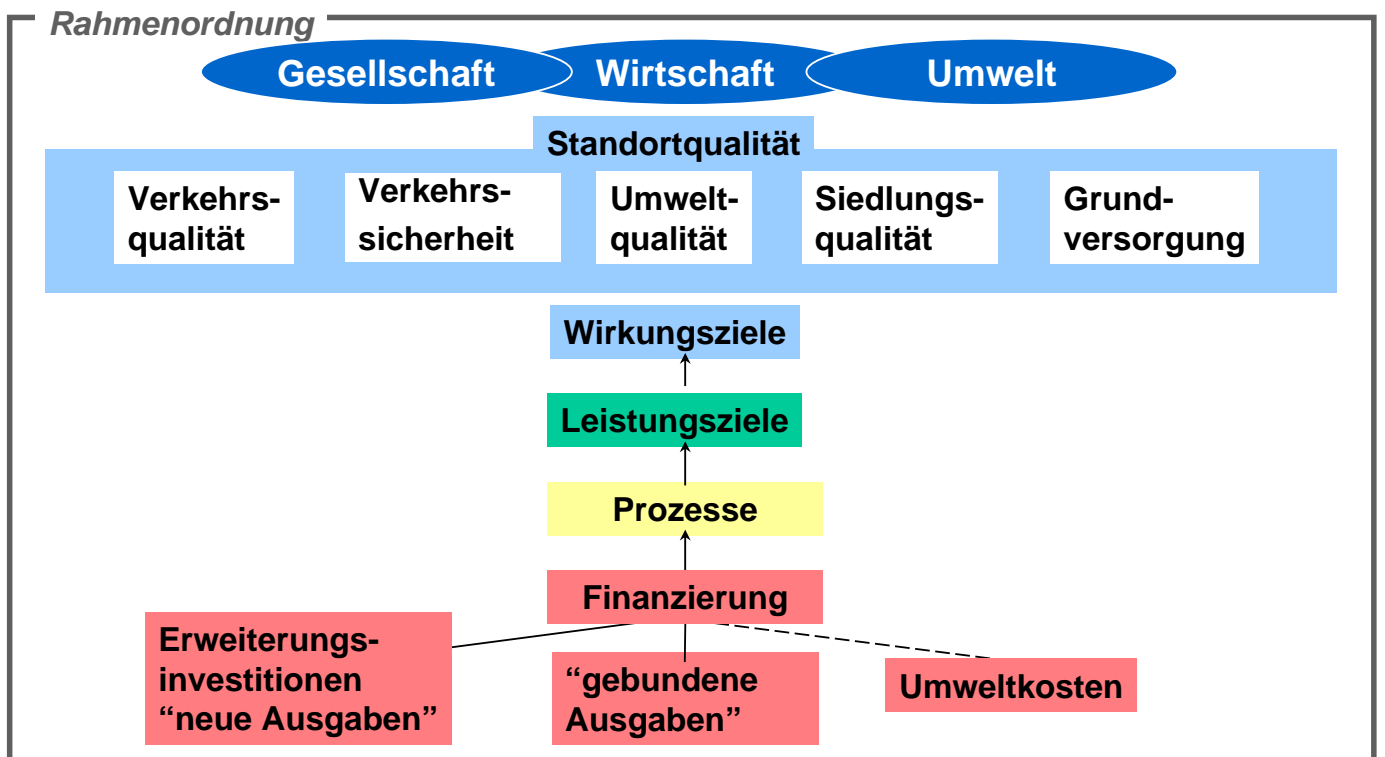 Rahmenordnung
Gesellschaft Wirtschaft Umwelt
Standortqualität
Verkehrs-
qualität
Verkehrs-
sicherheit
Umwelt-
qualität
Siedlungs-
qualität
Grund-
versorgung
Wirkungsziele
Leistungsziele
Prozesse
Finanzierung
Erweiterungs-
investitionen
“neue Ausgaben”
“gebundene
Ausgaben”
Umweltkosten